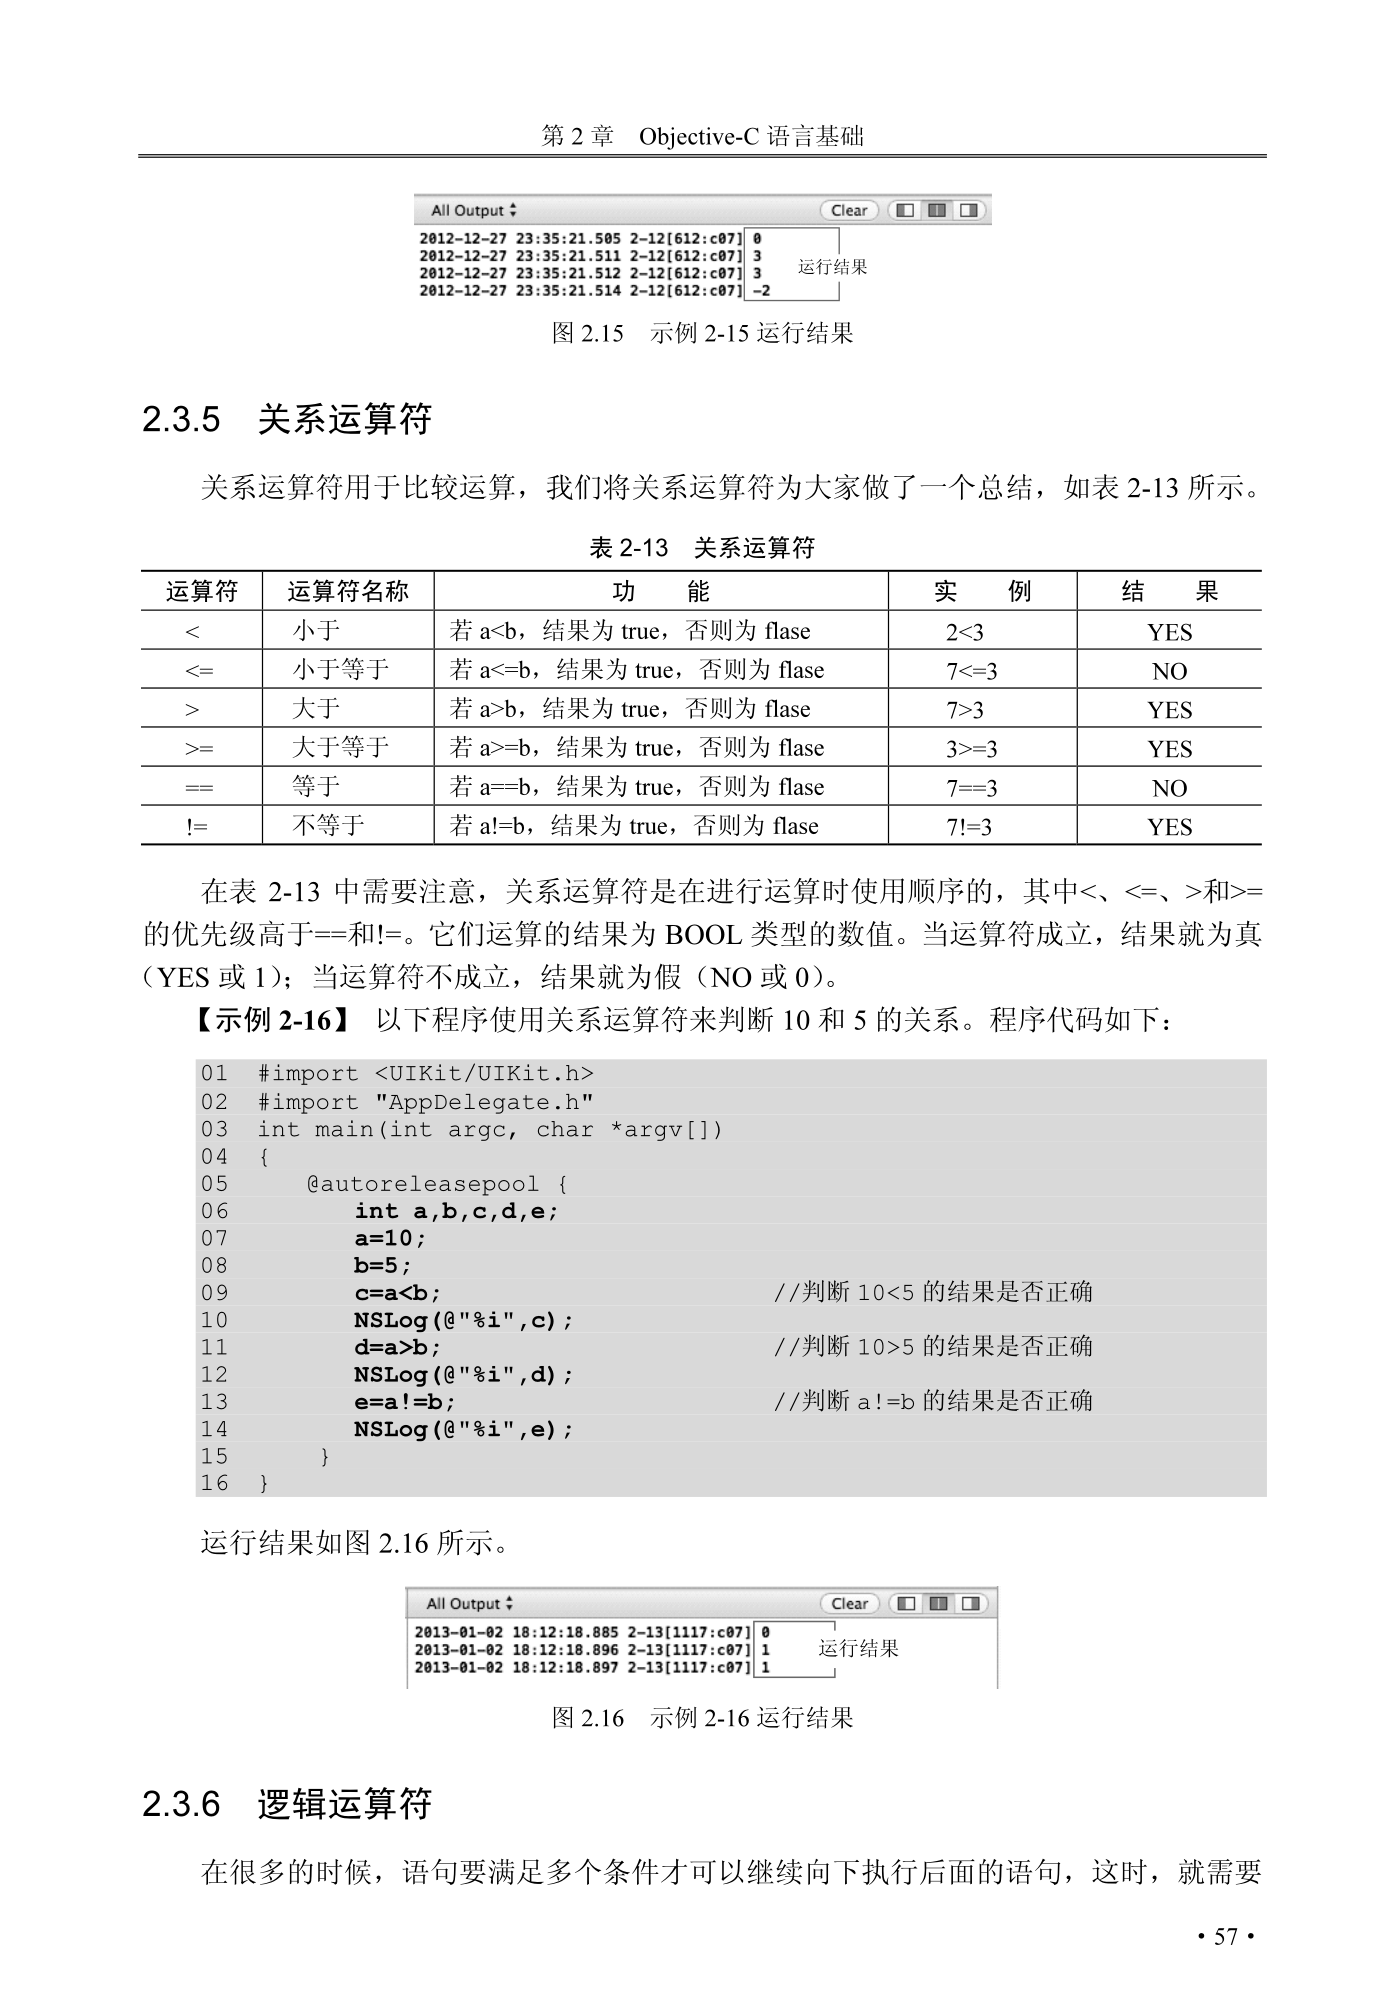 第 2 章　Objective-C 语言基础
All Output
Clear
2012-12-27 23:35:21.505 2-12[612:c07] 0
2012-12-27 23:35:21.511 2-12[612:c07] 3
2012-12-27 23:35:21.512 2-12[612:c07] 3
2012-12-27 23:35:21.514 2-12[612:c07] -2
运行结果
图 2.15　示例 2-15 运行结果
2.3.5　关系运算符
关系运算符用于比较运算，我们将关系运算符为大家做了一个总结，如表 2-13 所示。
表 2-13　关系运算符
运算符　运算符名称　功　　能　实　　例　结　　果
<　小于　若 a<b，结果为 true，否则为 flase　2<3　YES
<=　小于等于　若 a<=b，结果为 true，否则为 flase　7<=3　NO
>　大于　若 a>b，结果为 true，否则为 flase　7>3　YES
>=　大于等于　若 a>=b，结果为 true，否则为 flase　3>=3　YES
==　等于　若 a==b，结果为 true，否则为 flase　7==3　NO
!=　不等于　若 a!=b，结果为 true，否则为 flase　7!=3　YES
在表 2-13 中需要注意，关系运算符是在进行运算时使用顺序的，其中<、<=、>和>=
的优先级高于==和!=。它们运算的结果为 BOOL 类型的数值。当运算符成立，结果就为真
（YES 或 1）；当运算符不成立，结果就为假（NO 或 0）。
【示例 2-16】 以下程序使用关系运算符来判断 10 和 5 的关系。程序代码如下：
01 #import <UIKit/UIKit.h>
02 #import "AppDelegate.h"
03 int main(int argc, char *argv[])
04 {
05 @autoreleasepool {
06 int a,b,c,d,e;
07 a=10;
08 b=5;
09 c=a<b; //判断 10<5 的结果是否正确
10 NSLog(@"%i",c);
11 d=a>b; //判断 10>5 的结果是否正确
12 NSLog(@"%i",d);
13 e=a!=b; //判断 a!=b 的结果是否正确
14 NSLog(@"%i",e);
15 }
16 }
运行结果如图 2.16 所示。
All Output
Clear
2013-01-02 18:12:18.885 2-13[1117:c07] 0
2013-01-02 18:12:18.896 2-13[1117:c07] 1
2013-01-02 18:12:18.897 2-13[1117:c07] 1
运行结果
图 2.16　示例 2-16 运行结果
2.3.6　逻辑运算符
在很多的时候，语句要满足多个条件才可以继续向下执行后面的语句，这时，就需要
• 57 •